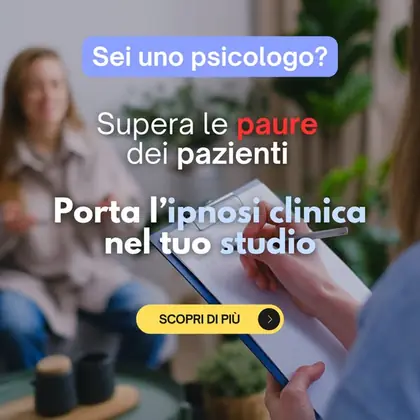 Sei uno psicologo?
Supera le paure
dei pazienti
Porta l'ipnosi clinica
nel tuo studio
SCOPRI DI PIÙ